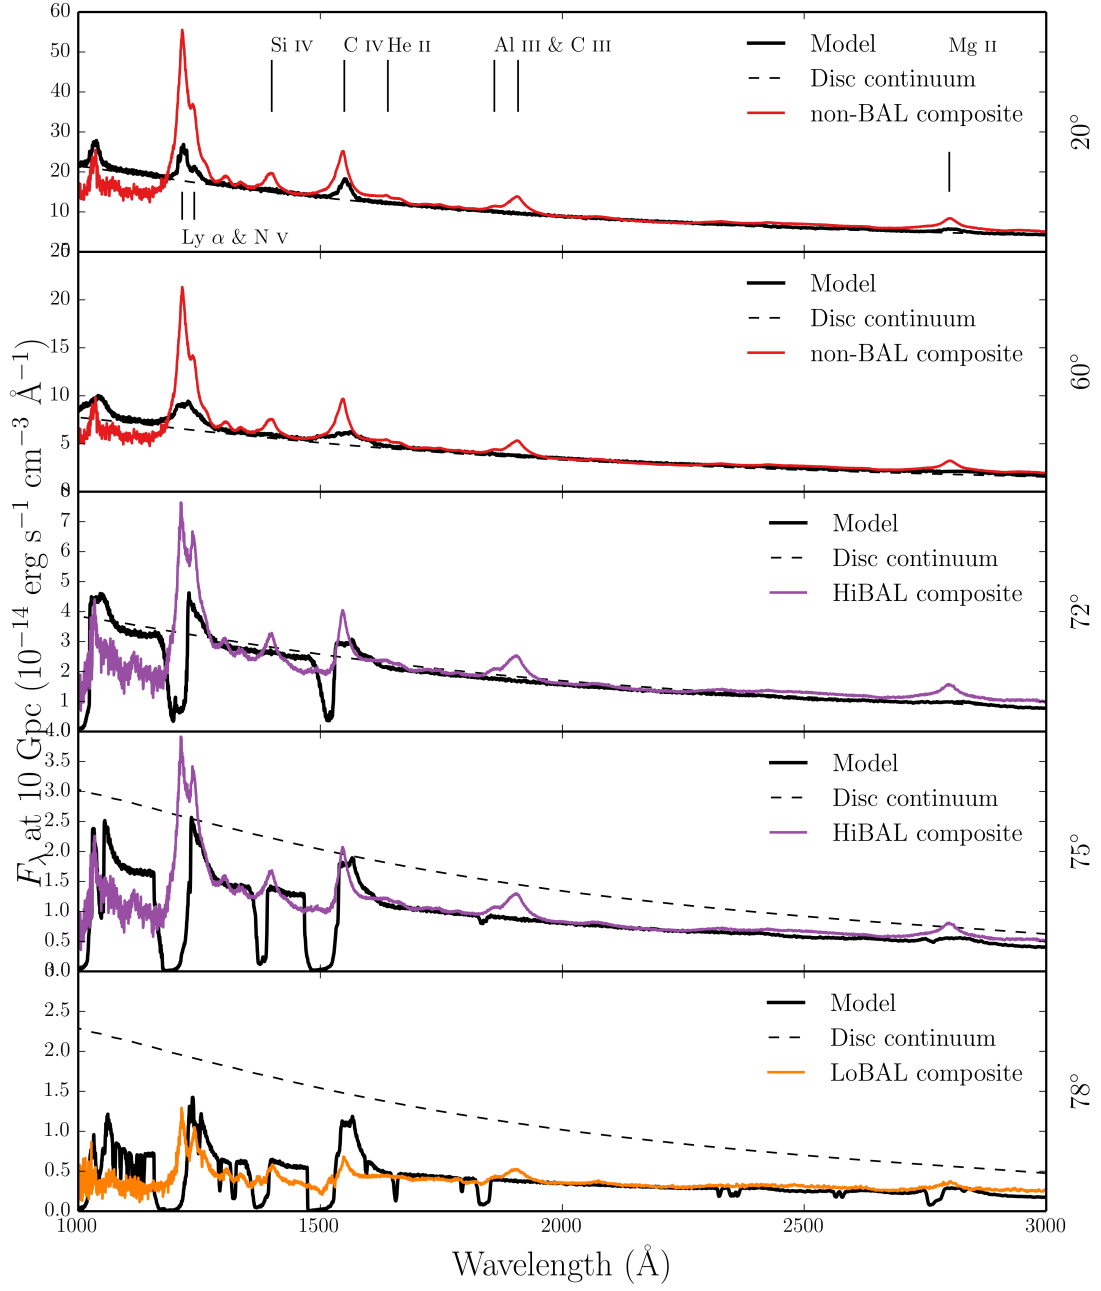 60
50
40
30
20
10
Si IV
C IV
He II
Al III & C III
Mg II
Ly α & N V
Model
Disc continuum
non-BAL composite
20°
20
15
10
5
Model
Disc continuum
non-BAL composite
60°
7
6
5
4
3
2
1
Model
Disc continuum
HiBAL composite
72°
4.0
3.5
3.0
2.5
2.0
1.5
1.0
0.5
Model
Disc continuum
HiBAL composite
75°
2.5
2.0
1.5
1.0
0.5
0.0
Model
Disc continuum
LoBAL composite
78°
1000
1500
2000
2500
3000
Wavelength (Å)
F_λ at 10 Gpc (10⁻¹⁴ erg s⁻¹ cm⁻³ Å⁻¹)